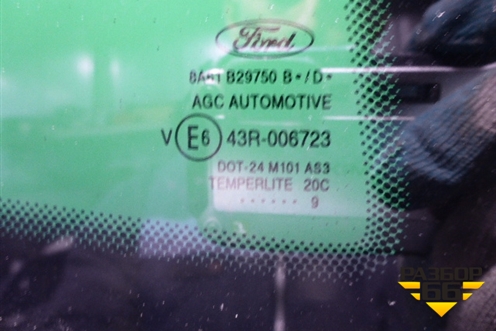 Ford
8A61 B29750 B•/D•
AGC AUTOMOTIVE
V E6 43R-006723
DOT-24 M101 AS3
TEMPERLITE 20C
...... 9
РАЗБОР
66